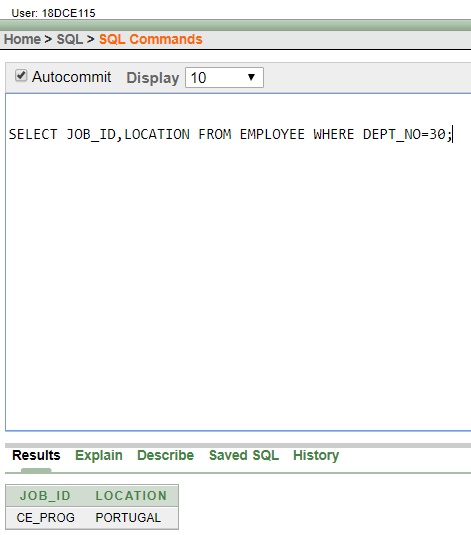 User: 18DCE115
Home > SQL > SQL Commands
Autocommit Display 10
SELECT JOB_ID,LOCATION FROM EMPLOYEE WHERE DEPT_NO=30;
Results Explain Describe Saved SQL History
JOB_ID LOCATION
CE_PROG PORTUGAL